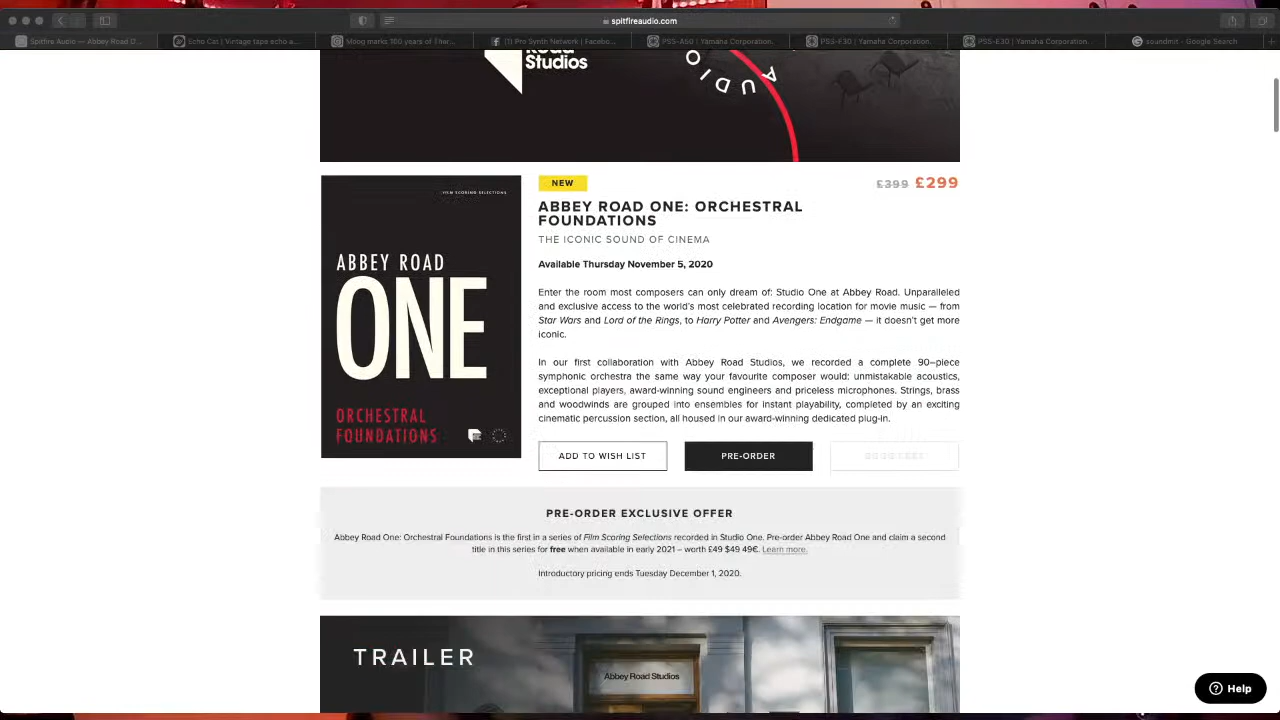 spitfireaudio.com
Spitfire Audio — Abbey Road O...
Echo Cat | Vintage tape echo a...
Moog marks 100 years of Ther...
(1) Pro Synth Network | Faceboo...
PSS-A50 | Yamaha Corporation.
PSS-E30 | Yamaha Corporation.
PSS-E30 | Yamaha Corporation.
soundmit - Google Search
Road
Studios
AUDIO
FILM SCORING SELECTIONS
ABBEY ROAD
ONE
ORCHESTRAL
FOUNDATIONS
NEW
£399 £299
ABBEY ROAD ONE: ORCHESTRAL
FOUNDATIONS
THE ICONIC SOUND OF CINEMA
Available Thursday November 5, 2020
Enter the room most composers can only dream of: Studio One at Abbey Road. Unparalleled
and exclusive access to the world's most celebrated recording location for movie music — from
Star Wars and Lord of the Rings, to Harry Potter and Avengers: Endgame — it doesn't get more
iconic.
In our first collaboration with Abbey Road Studios, we recorded a complete 90–piece
symphonic orchestra the same way your favourite composer would: unmistakable acoustics,
exceptional players, award-winning sound engineers and priceless microphones. Strings, brass
and woodwinds are grouped into ensembles for instant playability, completed by an exciting
cinematic percussion section, all housed in our award-winning dedicated plug-in.
ADD TO WISH LIST
PRE-ORDER
PRE-ORDER EXCLUSIVE OFFER
Abbey Road One: Orchestral Foundations is the first in a series of Film Scoring Selections recorded in Studio One. Pre-order Abbey Road One and claim a second
title in this series for free when available in early 2021 – worth £49 $49 49€. Learn more.
Introductory pricing ends Tuesday December 1, 2020.
TRAILER
Abbey Road Studios
Help